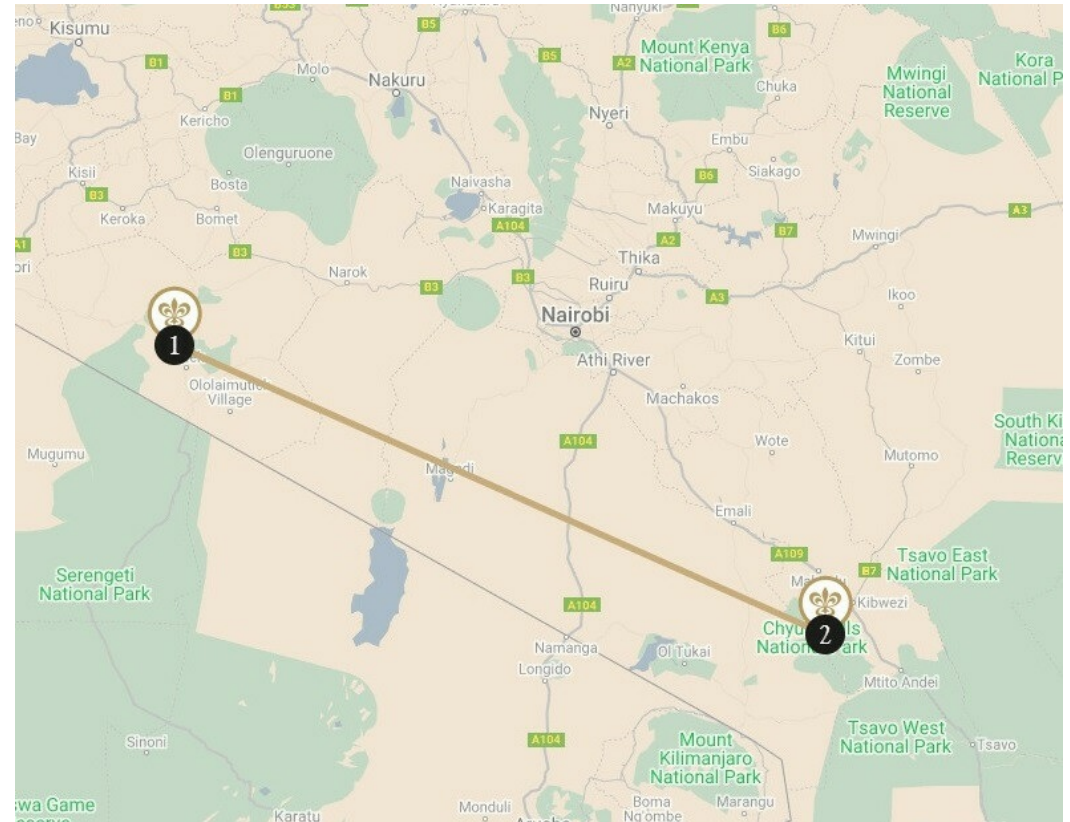 Kisumu
B5
Nanyuki
B6
B1
Molo
Nakuru
B5
A2
Mount Kenya
National Park
Mwingi
National
Reserve
Kora
National P
B1
Kericho
Chuka
Nyeri
Bay
Olenguruone
Embu
Kisii
Bosta
Naivasha
B6
Siakago
B3
Keroka
Bomet
Karagita
Makuyu
A3
A104
B7
A1
B3
A2
Mwingi
ori
Narok
B3
B3
Thika
Ruiru
A3
Ikoo
Nairobi
1
Kitui
Athi River
Zombe
Village
Machakos
South Ki
Nationa
Reserv
Mugumu
A104
Wote
Mutomo
Magadi
Emali
Serengeti
National Park
A109
B7
Tsavo East
National Park
A104
Kibwezi
2
Namanga
Ol Tukai
Longido
Mtito Andei
Sinoni
A104
Mount
Kilimanjaro
National Park
Tsavo West
National Park
Tsavo
swa Game
Karatu
Monduli
Boma
Ng'ombe
Marangu